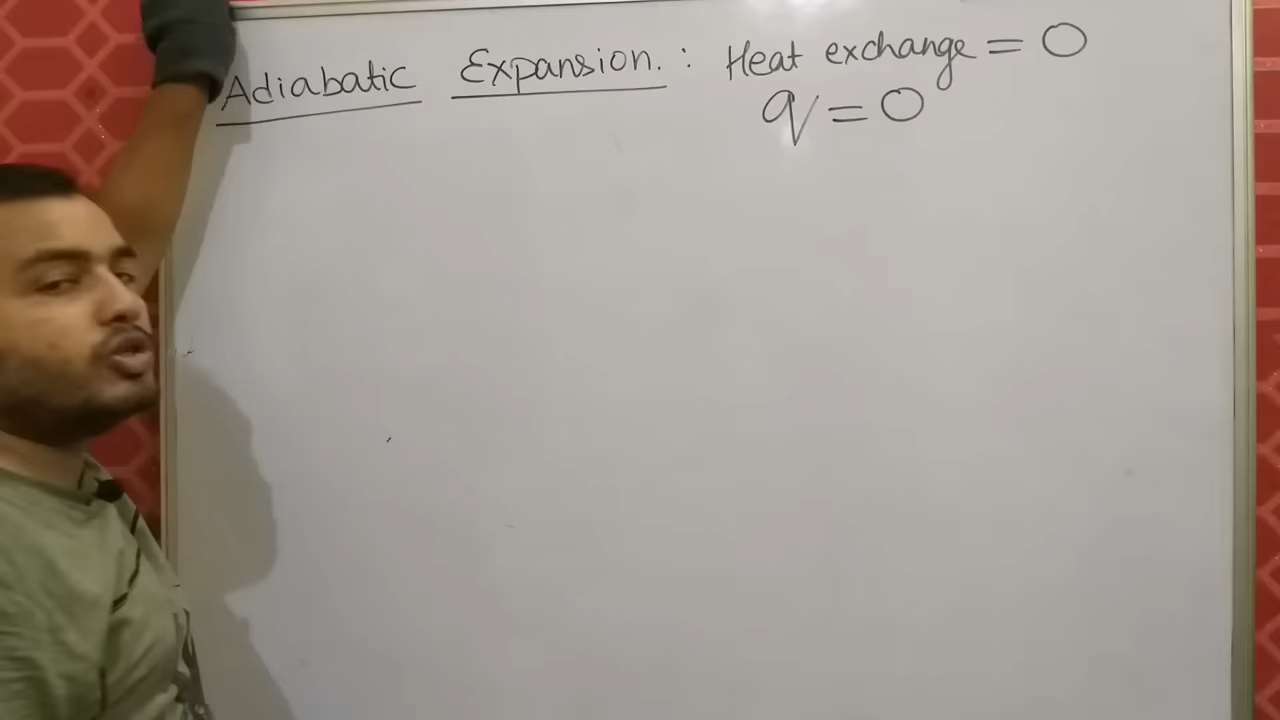 Adiabatic Expansion. : Heat exchange = 0
q = 0